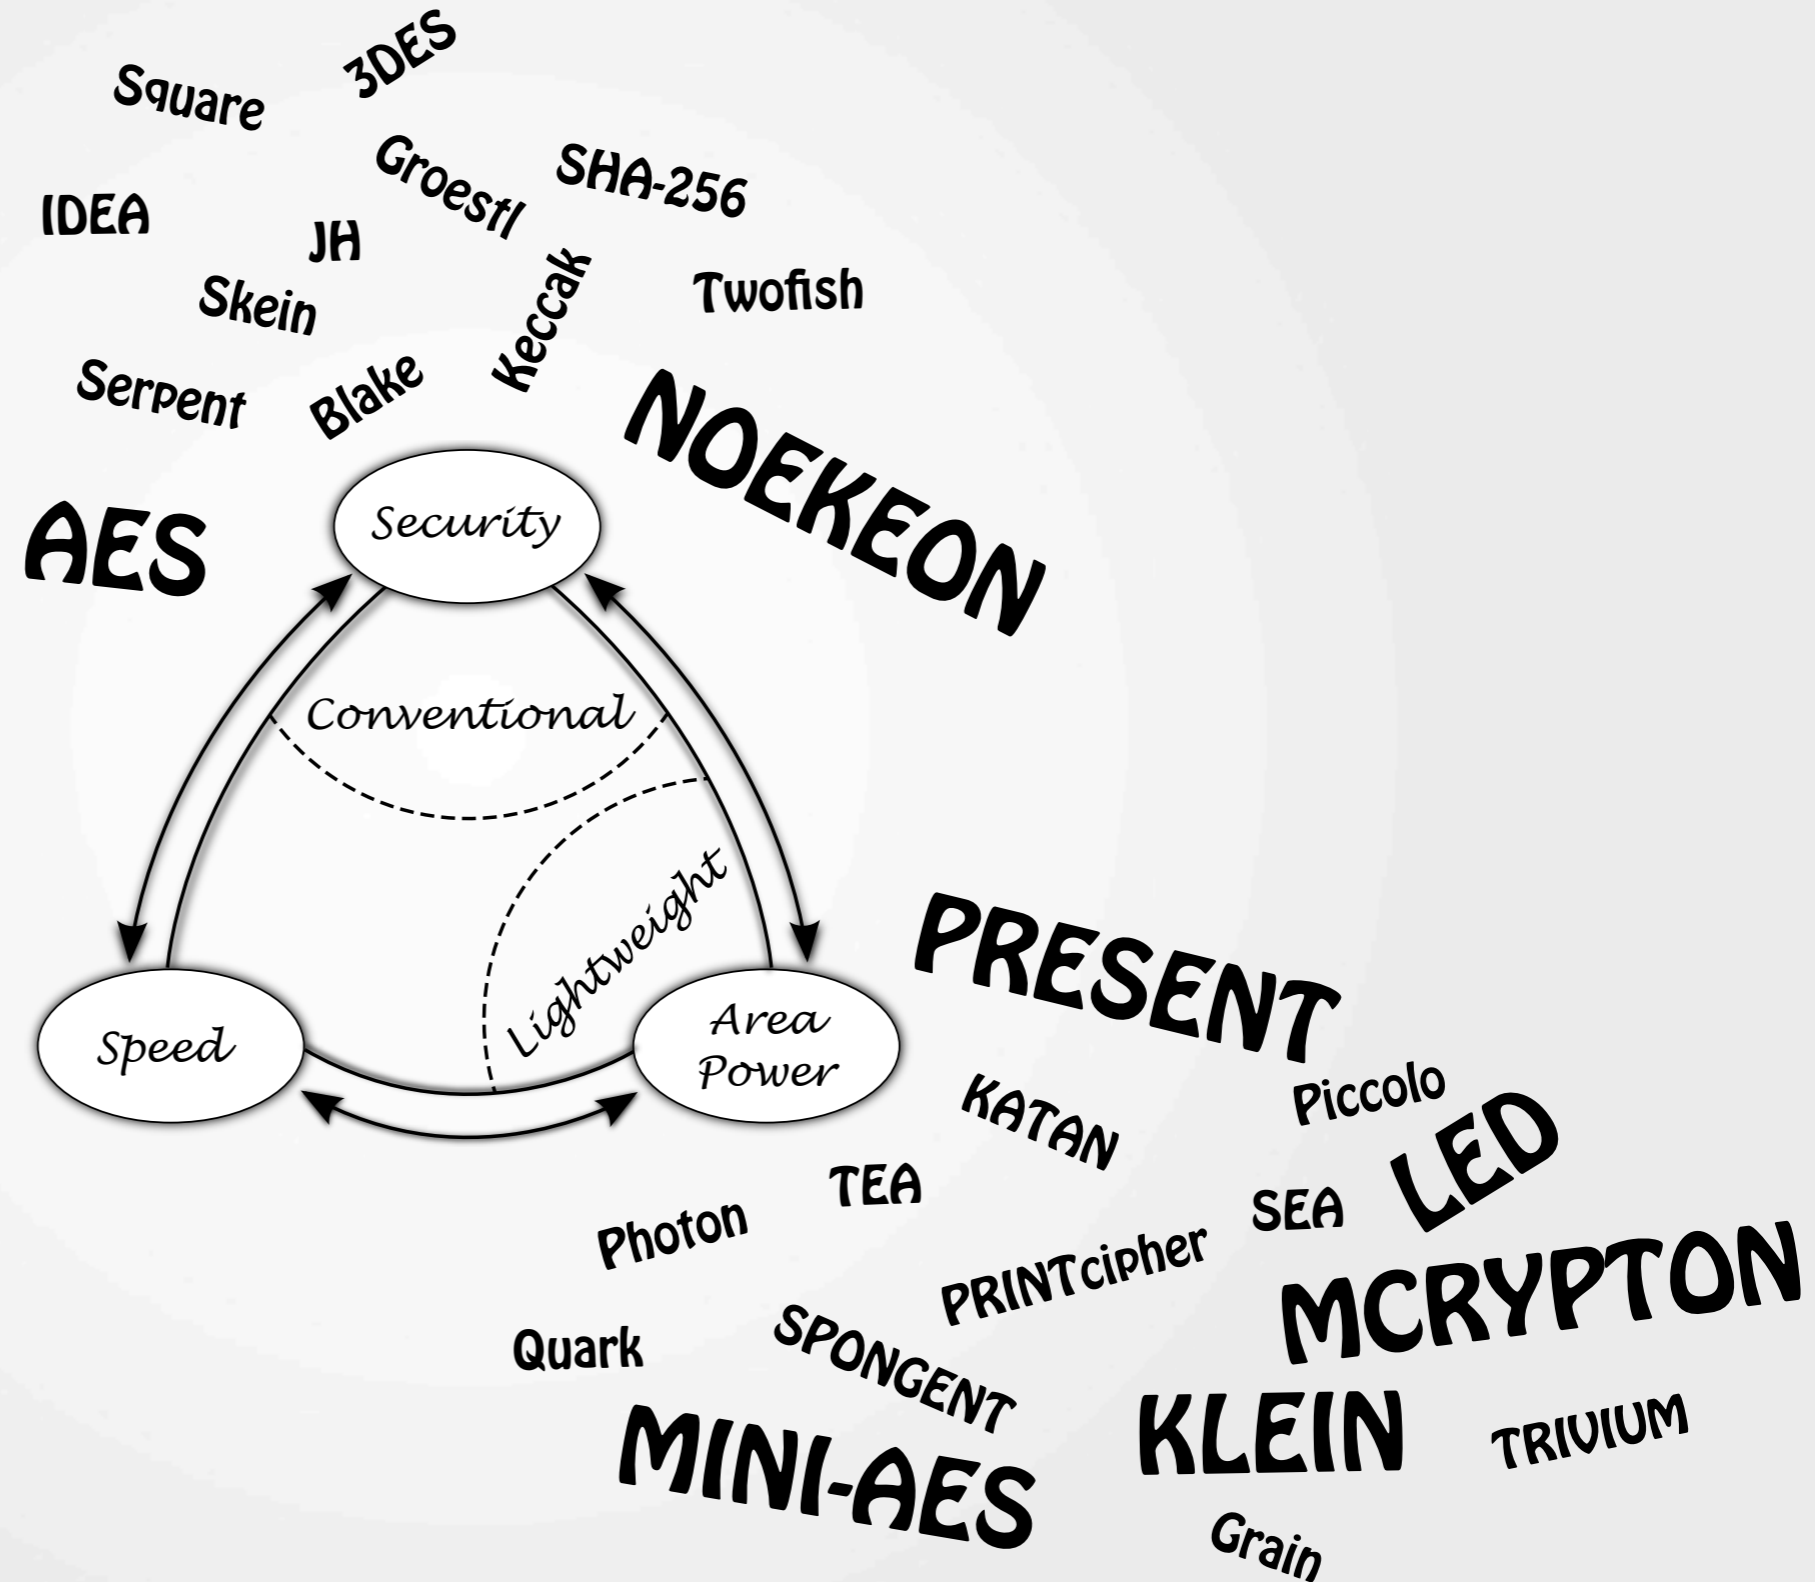 3DES
Square
Groestl
SHA-256
IDEA
JH
Skein
Keccak
Twofish
Serpent
Blake
NOEKEON
AES
Security
Conventional
Lightweight
Speed
Area
Power
PRESENT
Piccolo
KATAN
LED
TEA
SEA
Photon
PRINTcipher
MCRYPTON
Quark
SPONGENT
KLEIN
TRIVIUM
MINI-AES
Grain